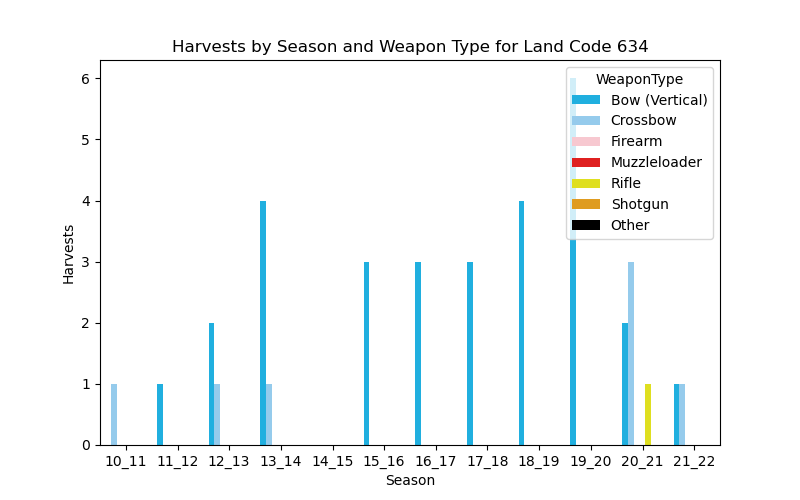 Harvests by Season and Weapon Type for Land Code 634
WeaponType
Bow (Vertical)
Crossbow
Firearm
Muzzleloader
Rifle
Shotgun
Other
Harvests
6
5
4
3
2
1
0
10_11 11_12 12_13 13_14 14_15 15_16 16_17 17_18 18_19 19_20 20_21 21_22
Season